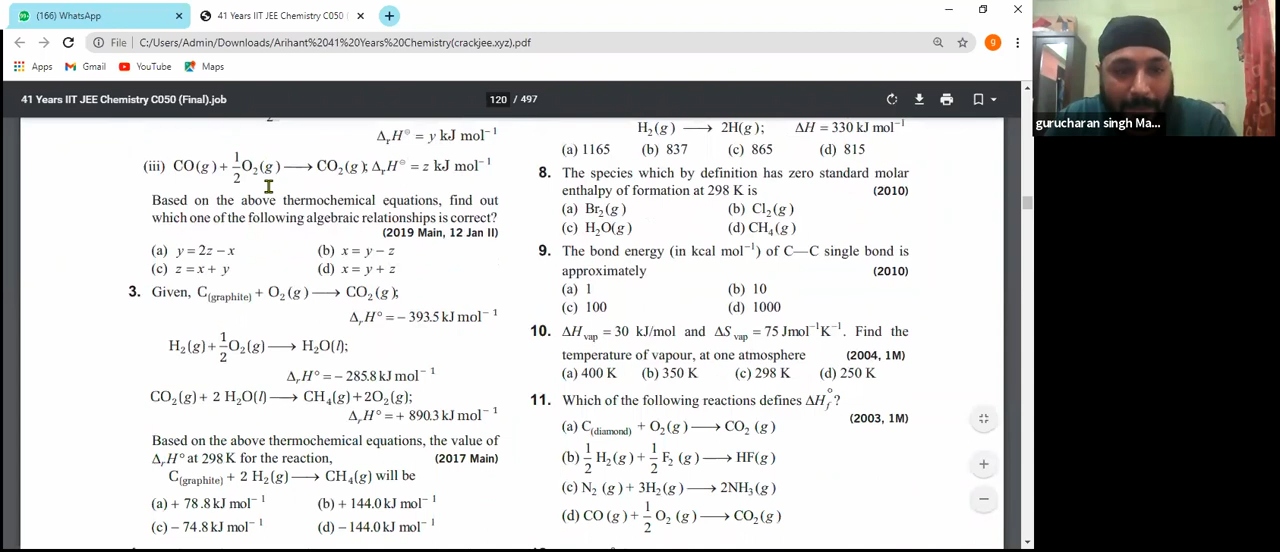 (166) WhatsApp
41 Years IIT JEE Chemistry C050
File
C:/Users/Admin/Downloads/Arihant%2041%20Years%20Chemistry(crackjee.xyz).pdf
g
Apps
Gmail
YouTube
Maps
41 Years IIT JEE Chemistry C050 (Final).job
120 / 497
gurucharan singh Ma...
2
ΔᵣH° = y kJ mol⁻¹
(iii) CO(g) + 1/2 O₂(g) ⟶ CO₂(g); ΔᵣH° = z kJ mol⁻¹
Based on the above thermochemical equations, find out
which one of the following algebraic relationships is correct?
(2019 Main, 12 Jan II)
(a) y = 2z − x (b) x = y − z
(c) z = x + y (d) x = y + z
3. Given, C(graphite) + O₂(g) ⟶ CO₂(g);
ΔᵣH° = − 393.5 kJ mol⁻¹
H₂(g) + 1/2 O₂(g) ⟶ H₂O(l);
ΔᵣH° = − 285.8 kJ mol⁻¹
CO₂(g) + 2 H₂O(l) ⟶ CH₄(g) + 2O₂(g);
ΔᵣH° = + 890.3 kJ mol⁻¹
Based on the above thermochemical equations, the value of
ΔᵣH° at 298 K for the reaction, (2017 Main)
C(graphite) + 2 H₂(g) ⟶ CH₄(g) will be
(a) + 78.8 kJ mol⁻¹ (b) + 144.0 kJ mol⁻¹
(c) − 74.8 kJ mol⁻¹ (d) − 144.0 kJ mol⁻¹
H₂(g) ⟶ 2H(g); ΔH = 330 kJ mol⁻¹
(a) 1165 (b) 837 (c) 865 (d) 815
8. The species which by definition has zero standard molar
enthalpy of formation at 298 K is (2010)
(a) Br₂(g) (b) Cl₂(g)
(c) H₂O(g) (d) CH₄(g)
9. The bond energy (in kcal mol⁻¹) of C—C single bond is
approximately (2010)
(a) 1 (b) 10
(c) 100 (d) 1000
10. ΔHvap = 30 kJ/mol and ΔSvap = 75 Jmol⁻¹K⁻¹. Find the
temperature of vapour, at one atmosphere (2004, 1M)
(a) 400 K (b) 350 K (c) 298 K (d) 250 K
11. Which of the following reactions defines ΔH°f?
(2003, 1M)
(a) C(diamond) + O₂(g) ⟶ CO₂(g)
(b) 1/2 H₂(g) + 1/2 F₂(g) ⟶ HF(g)
(c) N₂(g) + 3H₂(g) ⟶ 2NH₃(g)
(d) CO(g) + 1/2 O₂(g) ⟶ CO₂(g)